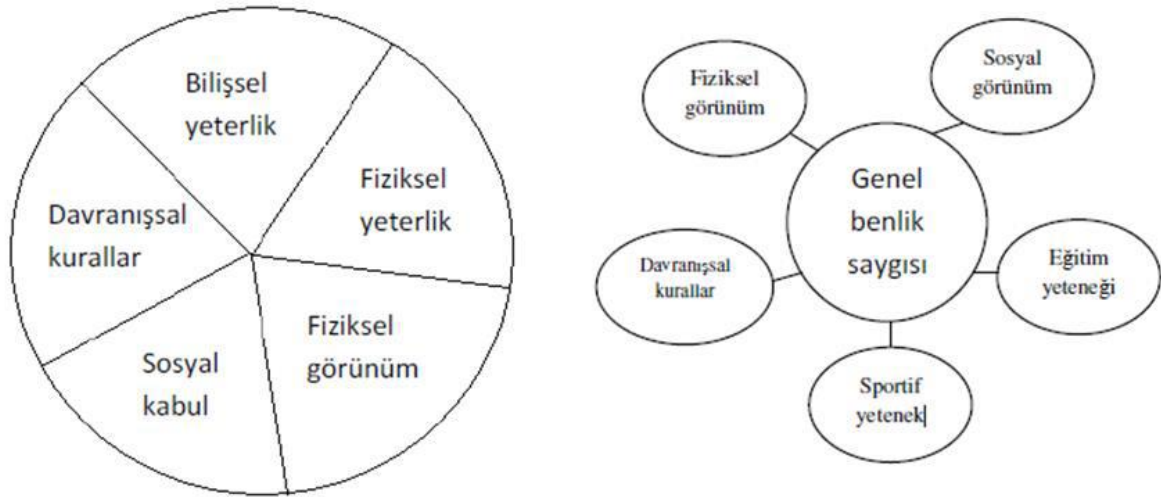 Bilişsel
yeterlik
Fiziksel
yeterlik
Davranışsal
kurallar
Fiziksel
görünüm
Sosyal
kabul
Fiziksel
görünüm
Sosyal
görünüm
Genel
benlik
saygısı
Davranışsal
kurallar
Eğitim
yeteneği
Sportif
yetenek